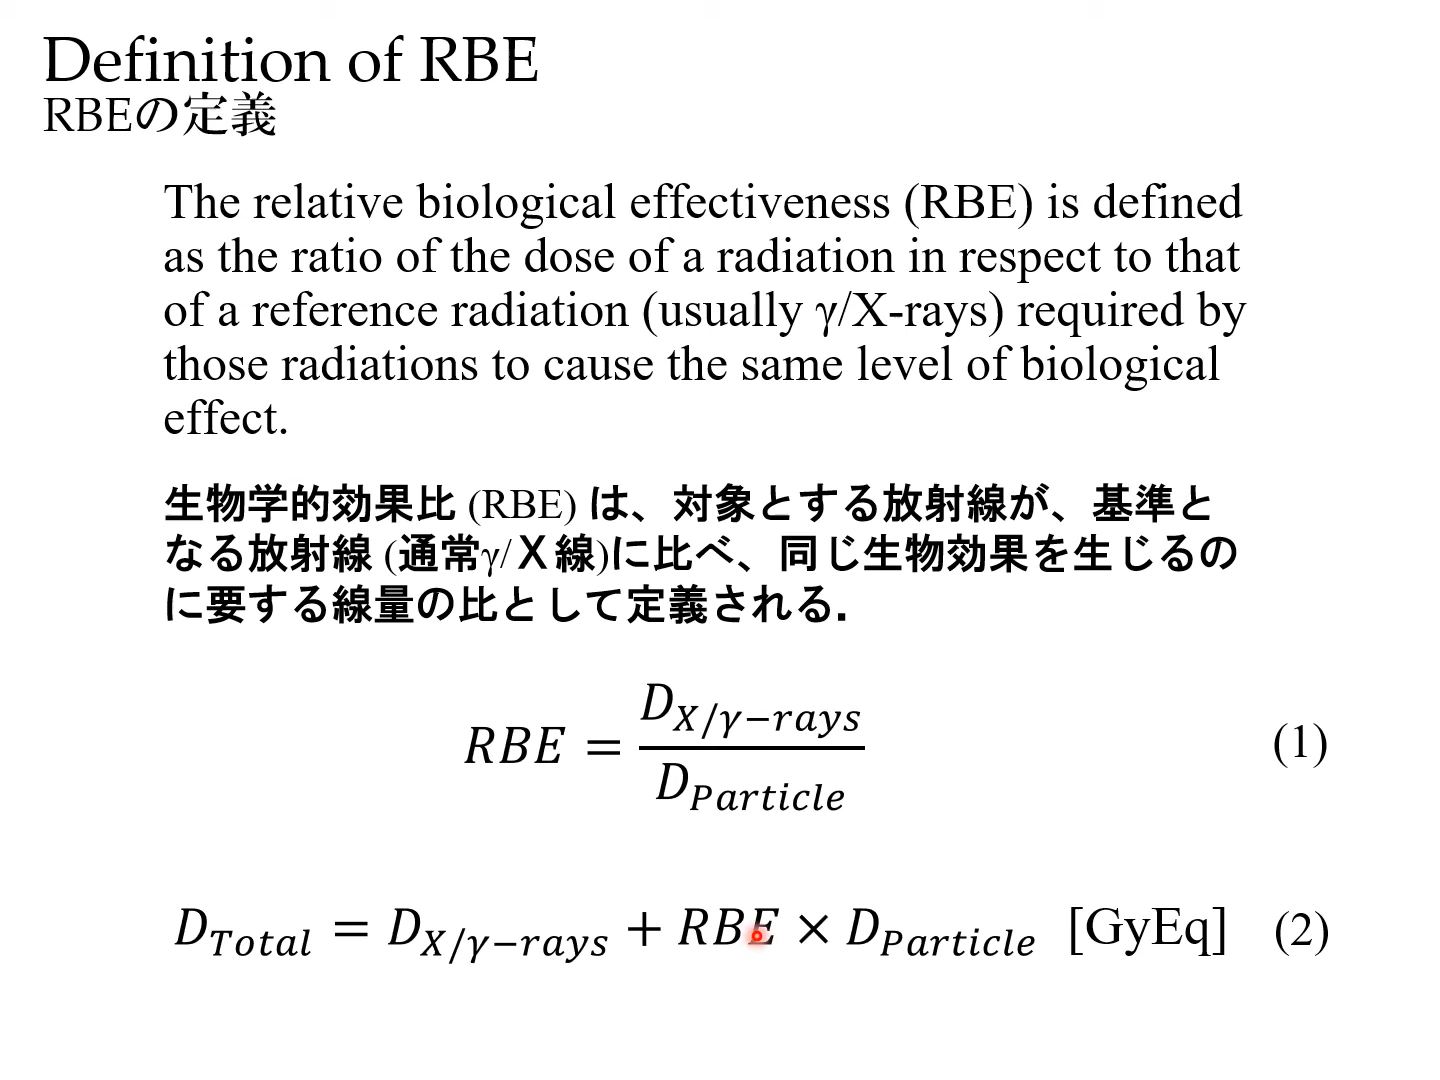 Definition of RBE
RBEの定義
The relative biological effectiveness (RBE) is defined
as the ratio of the dose of a radiation in respect to that
of a reference radiation (usually γ/X-rays) required by
those radiations to cause the same level of biological
effect.
生物学的効果比 (RBE) は、対象とする放射線が、基準と
なる放射線 (通常γ/Ｘ線)に比べ、同じ生物効果を生じるの
に要する線量の比として定義される.
RBE = D_{X/γ−rays} / D_{Particle} (1)
D_{Total} = D_{X/γ−rays} + RBE × D_{Particle} [GyEq] (2)